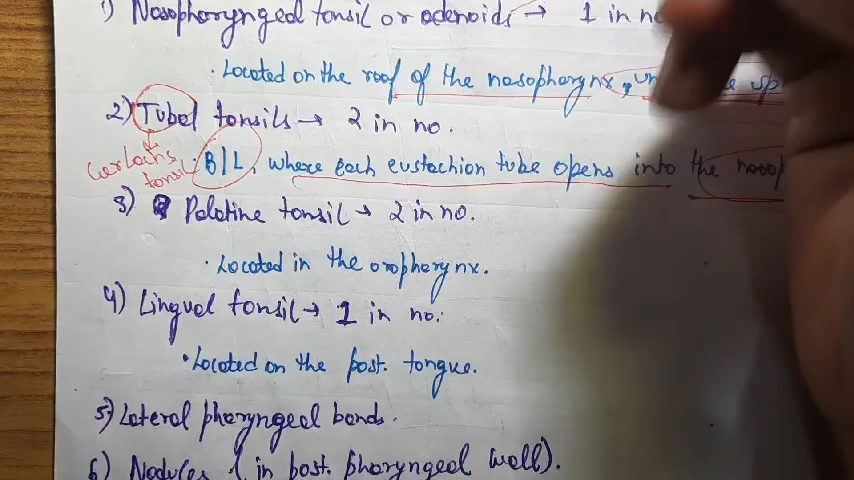 1) Nasopharyngeal tonsil or adenoids → 1 in no
· Located on the roof of the nasopharynx, un
2) Tubal tonsils → 2 in no.
Gerlach's tonsil
B/L, where each eustachion tube opens into the nasop
3) Palatine tonsil → 2 in no.
· Located in the oropharynx.
4) Lingual tonsil → 1 in no.
· Located on the post. tongue.
5) Lateral pharyngeal bands.
6) Nodules (in post. pharyngeal wall).